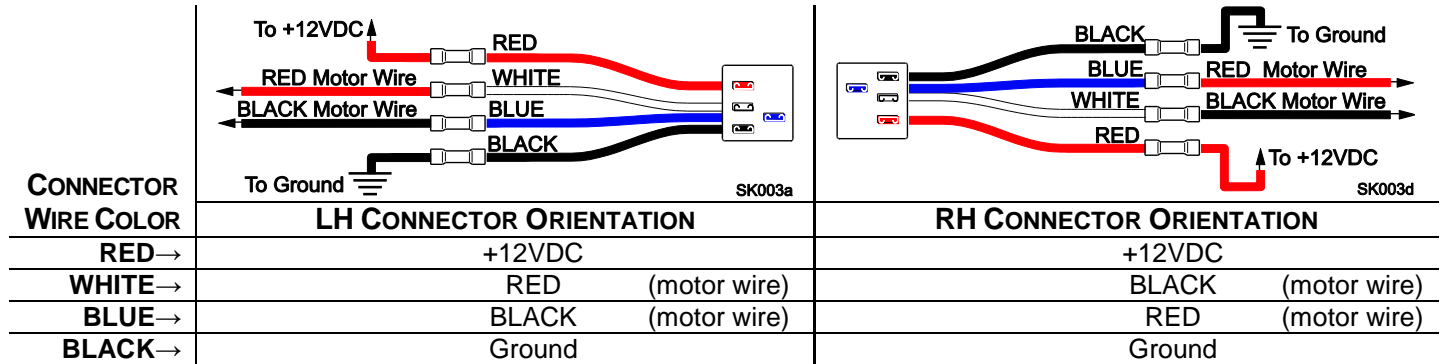 To +12VDC
RED
RED Motor Wire
WHITE
BLACK Motor Wire
BLUE
BLACK
To Ground
SK003a
BLACK
To Ground
BLUE
RED Motor Wire
WHITE
BLACK Motor Wire
RED
To +12VDC
SK003d
CONNECTOR
WIRE COLOR
LH CONNECTOR ORIENTATION
RH CONNECTOR ORIENTATION
RED→ +12VDC +12VDC
WHITE→ RED (motor wire) BLACK (motor wire)
BLUE→ BLACK (motor wire) RED (motor wire)
BLACK→ Ground Ground